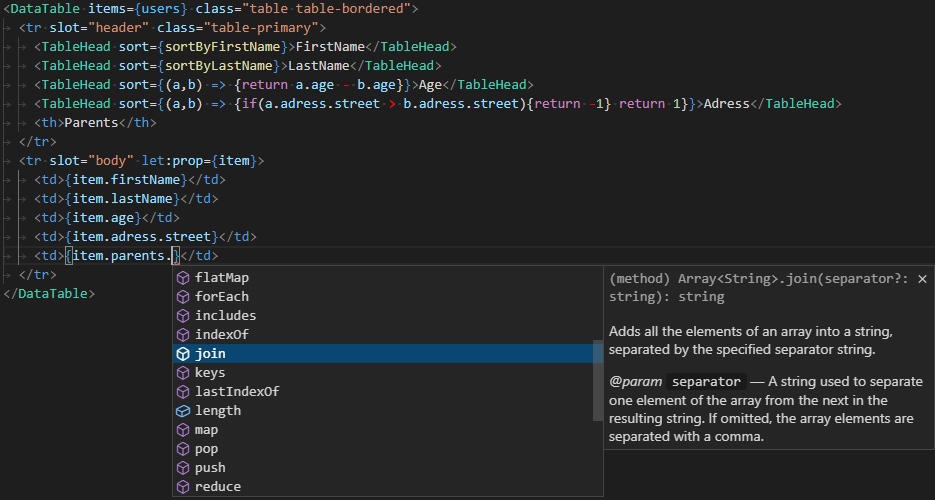 <DataTable items={users} class="table table-bordered">
<tr slot="header" class="table-primary">
<TableHead sort={sortByFirstName}>FirstName</TableHead>
<TableHead sort={sortByLastName}>LastName</TableHead>
<TableHead sort={(a,b) => {return a.age - b.age}}>Age</TableHead>
<TableHead sort={(a,b) => {if(a.adress.street > b.adress.street){return -1} return 1}}>Adress</TableHead>
<th>Parents</th>
</tr>
<tr slot="body" let:prop={item}>
<td>{item.firstName}</td>
<td>{item.lastName}</td>
<td>{item.age}</td>
<td>{item.adress.street}</td>
<td>{item.parents.}</td>
</tr>
</DataTable>
flatMap
forEach
includes
indexOf
join
keys
lastIndexOf
length
map
pop
push
reduce
(method) Array<String>.join(separator?:
string): string
Adds all the elements of an array into a string,
separated by the specified separator string.
@param separator — A string used to separate
one element of the array from the next in the
resulting string. If omitted, the array elements are
separated with a comma.